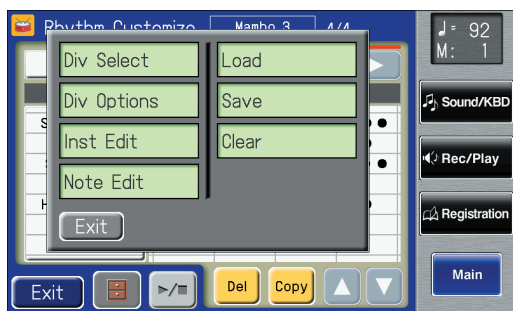 Rhythm Customize Mambo 3 4/4
♩= 92
M: 1
Div Select
Load
Div Options
Save
Inst Edit
Clear
Note Edit
Exit
Sound/KBD
Rec/Play
Registration
Main
Exit
Del
Copy